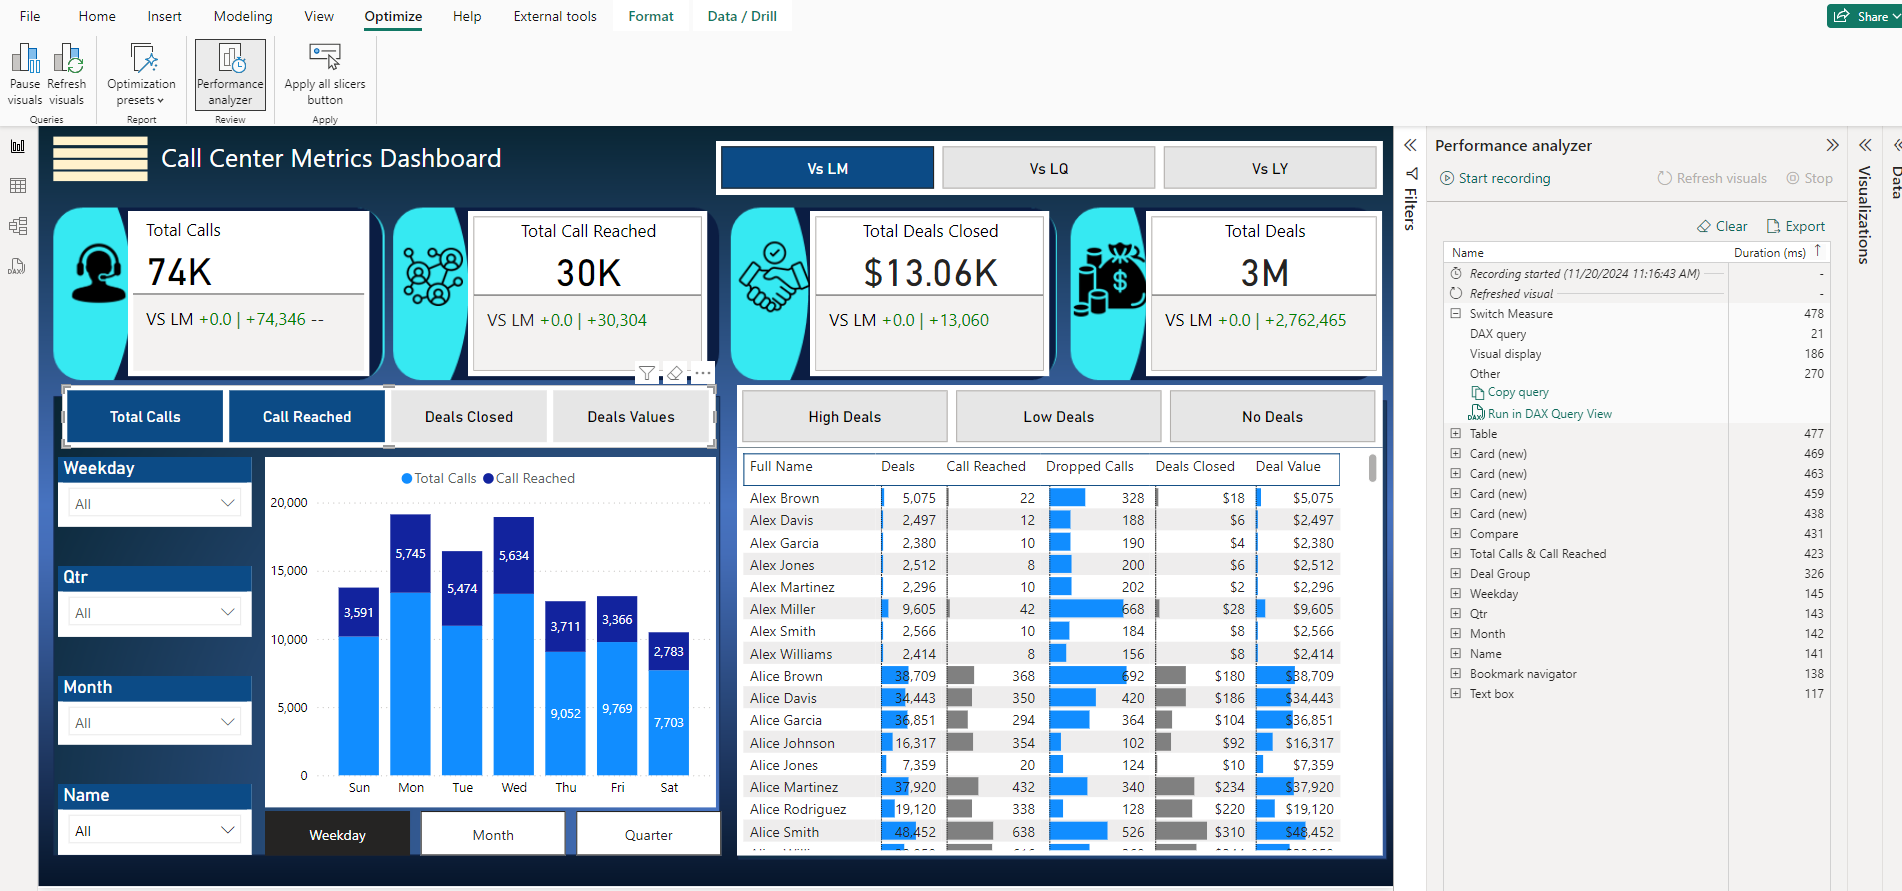 File Home Insert Modeling View Optimize Help External tools Format Data / Drill
Share
Pause visuals
Refresh visuals
Optimization presets
Performance analyzer
Apply all slicers button
Queries Report Review Apply
Call Center Metrics Dashboard
Vs LM Vs LQ Vs LY
Total Calls
74K
VS LM +0.0 | +74,346 --
Total Call Reached
30K
VS LM +0.0 | +30,304
Total Deals Closed
$13.06K
VS LM +0.0 | +13,060
Total Deals
3M
VS LM +0.0 | +2,762,465
Total Calls Call Reached Deals Closed Deals Values
High Deals Low Deals No Deals
Weekday
All
Qtr
All
Month
All
Name
All
Total Calls Call Reached
20,000
15,000
10,000
5,000
0
3,591
5,745
5,474
5,634
3,711
3,366
2,783
9,052
9,769
7,703
Sun Mon Tue Wed Thu Fri Sat
Weekday Month Quarter
Full Name Deals Call Reached Dropped Calls Deals Closed Deal Value
Alex Brown 5,075 22 328 $18 $5,075
Alex Davis 2,497 12 188 $6 $2,497
Alex Garcia 2,380 10 190 $4 $2,380
Alex Jones 2,512 8 200 $6 $2,512
Alex Martinez 2,296 10 202 $2 $2,296
Alex Miller 9,605 42 668 $28 $9,605
Alex Smith 2,566 10 184 $8 $2,566
Alex Williams 2,414 8 156 $8 $2,414
Alice Brown 38,709 368 692 $180 $38,709
Alice Davis 34,443 350 420 $186 $34,443
Alice Garcia 36,851 294 364 $104 $36,851
Alice Johnson 16,317 354 102 $92 $16,317
Alice Jones 7,359 20 124 $10 $7,359
Alice Martinez 37,920 432 340 $234 $37,920
Alice Rodriguez 19,120 338 128 $220 $19,120
Alice Smith 48,452 638 526 $310 $48,452
Filters
Performance analyzer
Start recording Refresh visuals Stop
Clear Export
Name Duration (ms)
Recording started (11/20/2024 11:16:43 AM) -
Refreshed visual -
Switch Measure 478
DAX query 21
Visual display 186
Other 270
Copy query
Run in DAX Query View
Table 477
Card (new) 469
Card (new) 463
Card (new) 459
Card (new) 438
Compare 431
Total Calls & Call Reached 423
Deal Group 326
Weekday 145
Qtr 143
Month 142
Name 141
Bookmark navigator 138
Text box 117
Visualizations
Data